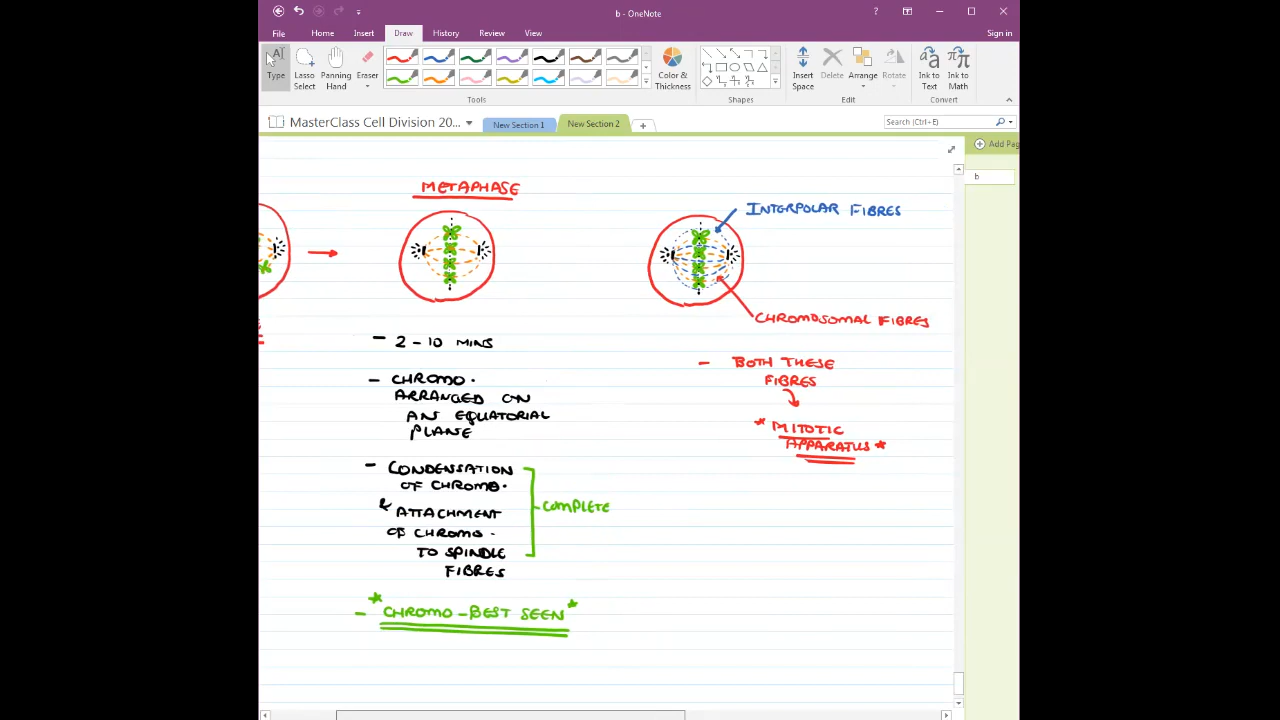 b - OneNote
?
File
Home
Insert
Draw
History
Review
View
Sign in
Type
Lasso Select
Panning Hand
Eraser
Color & Thickness
Insert Space
Delete
Arrange
Rotate
Ink to Text
Ink to Math
Tools
Shapes
Edit
Convert
MasterClass Cell Division 20...
New Section 1
New Section 2
Search (Ctrl+E)
Add Pag
b
METAPHASE
INTERPOLAR FIBRES
CHROMOSOMAL FIBRES
- 2-10 MINS
- CHROMO.
ARRANGED ON
AN EQUATORIAL
PLANE
- CONDENSATION
OF CHROMO.
& ATTACHMENT
OF CHROMO.
TO SPINDLE
FIBRES
COMPLETE
- * CHROMO - BEST SEEN *
- BOTH THESE
FIBRES
* MITOTIC
APPARATUS *